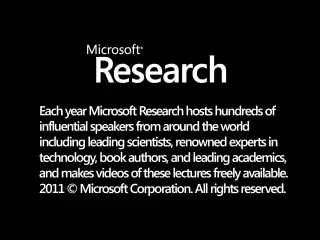 Microsoft®
Research
Each year Microsoft Research hosts hundreds of
influential speakers from around the world
including leading scientists, renowned experts in
technology, book authors, and leading academics,
and makes videos of these lectures freely available.
2011 © Microsoft Corporation. All rights reserved.